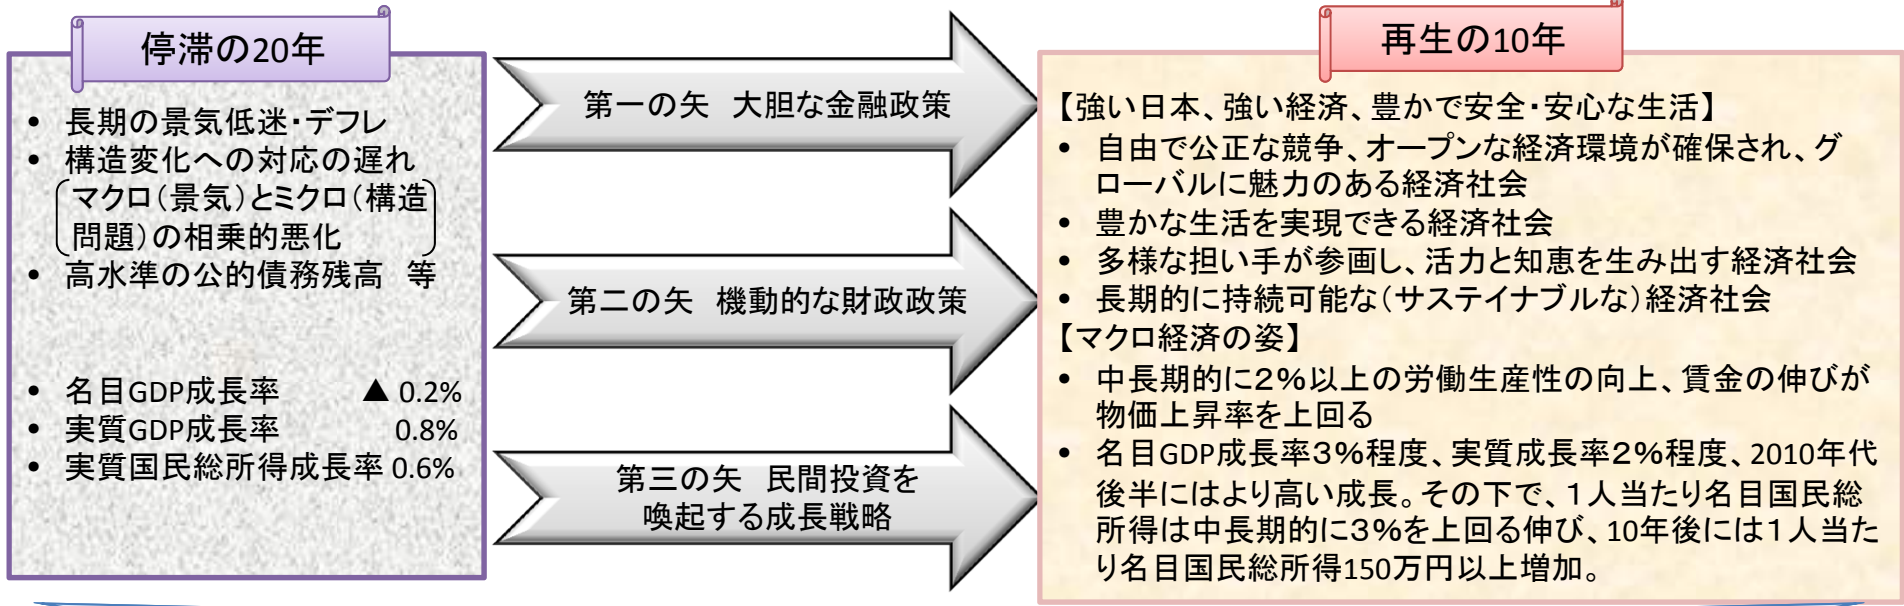 停滞の20年
• 長期の景気低迷・デフレ
• 構造変化への対応の遅れ
マクロ（景気）とミクロ（構造
問題）の相乗的悪化
• 高水準の公的債務残高　等
• 名目GDP成長率　▲ 0.2%
• 実質GDP成長率　0.8%
• 実質国民総所得成長率 0.6%
第一の矢　大胆な金融政策
第二の矢　機動的な財政政策
第三の矢　民間投資を
喚起する成長戦略
再生の10年
【強い日本、強い経済、豊かで安全・安心な生活】
• 自由で公正な競争、オープンな経済環境が確保され、グ
ローバルに魅力のある経済社会
• 豊かな生活を実現できる経済社会
• 多様な担い手が参画し、活力と知恵を生み出す経済社会
• 長期的に持続可能な（サステイナブルな）経済社会
【マクロ経済の姿】
• 中長期的に２％以上の労働生産性の向上、賃金の伸びが
物価上昇率を上回る
• 名目GDP成長率３％程度、実質成長率２％程度、2010年代
後半にはより高い成長。その下で、１人当たり名目国民総
所得は中長期的に３％を上回る伸び、10年後には１人当た
り名目国民総所得150万円以上増加。